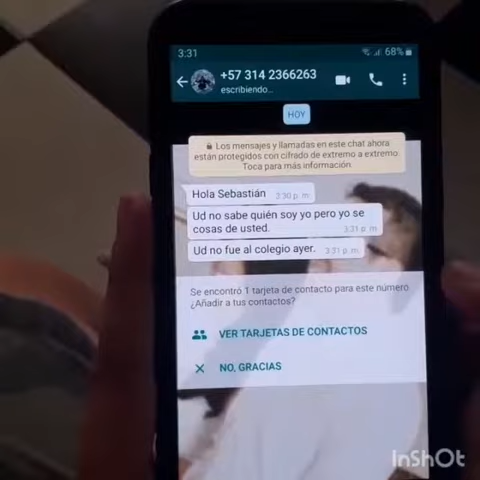 3:31
68%
+57 314 2366263
escribiendo...
HOY
Los mensajes y llamadas en este chat ahora
están protegidos con cifrado de extremo a extremo.
Toca para más información.
Hola Sebastián 3:30 p. m.
Ud no sabe quién soy yo pero yo se
cosas de usted. 3:31 p. m.
Ud no fue al colegio ayer. 3:31 p. m.
Se encontró 1 tarjeta de contacto para este número.
¿Añadir a tus contactos?
VER TARJETAS DE CONTACTOS
NO, GRACIAS
InShOt